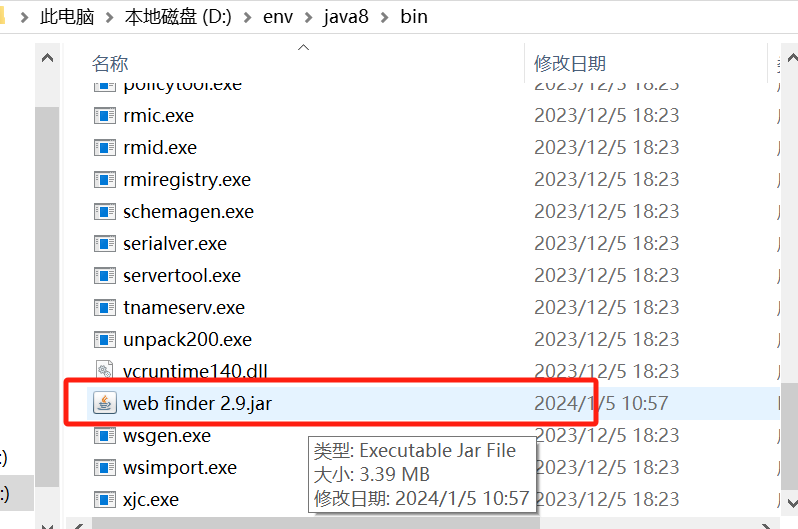 此电脑 > 本地磁盘 (D:) > env > java8 > bin
名称 修改日期
policytool.exe 2023/12/5 18:23
rmic.exe 2023/12/5 18:23
rmid.exe 2023/12/5 18:23
rmiregistry.exe 2023/12/5 18:23
schemagen.exe 2023/12/5 18:23
serialver.exe 2023/12/5 18:23
servertool.exe 2023/12/5 18:23
tnameserv.exe 2023/12/5 18:23
unpack200.exe 2023/12/5 18:23
vcruntime140.dll 2023/12/5 18:23
web finder 2.9.jar 2024/1/5 10:57
wsgen.exe 2023/12/5 18:23
类型: Executable Jar File
:)
wsimport.exe 2023/12/5 18:23
大小: 3.39 MB
:)
xjc.exe 2023/12/5 18:23
修改日期: 2024/1/5 10:57